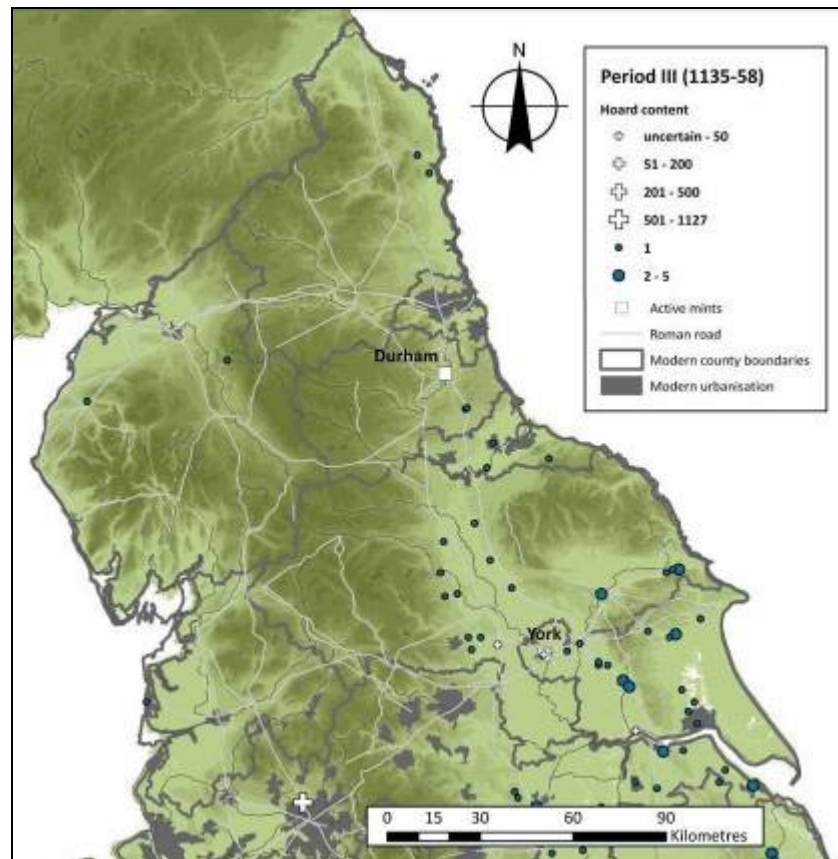 N
Period III (1135-58)
Hoard content
uncertain - 50
51 - 200
201 - 500
501 - 1127
1
2 - 5
Active mints
Roman road
Modern county boundaries
Modern urbanisation
Durham
York
0 15 30 60 90
Kilometres